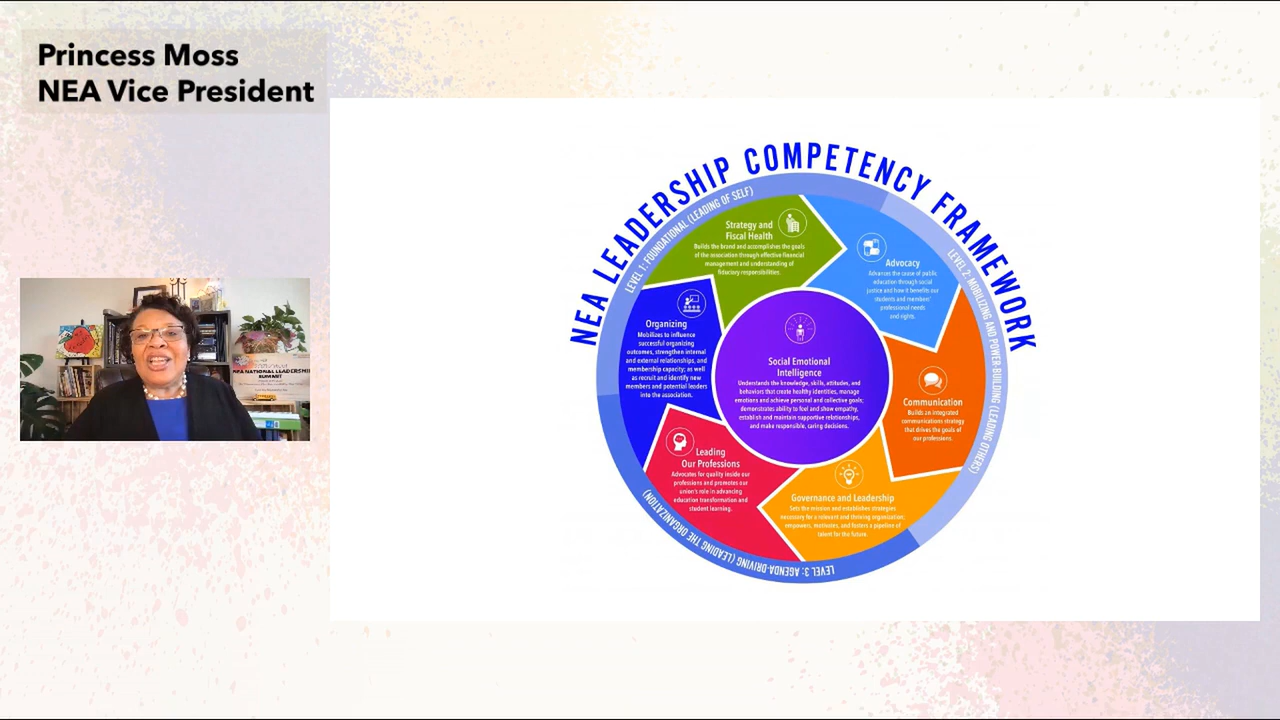 Princess Moss
NEA Vice President
NEA LEADERSHIP COMPETENCY FRAMEWORK
LEVEL 1: FOUNDATIONAL (LEADING OF SELF)
LEVEL 2: MOBILIZING AND POWER-BUILDING (LEADING OTHERS)
LEVEL 3: AGENDA-DRIVING (LEADING THE ORGANIZATION)
Strategy and
Fiscal Health
Builds the brand and accomplishes the goals
of the association through effective financial
management and understanding of
fiduciary responsibilities.
Advocacy
Advances the cause of public
education through social
justice and how it benefits our
students and members'
professional needs
and rights.
Organizing
Mobilizes to influence
successful organizing
outcomes, strengthen internal
and external relationships, and
membership capacity; as well
as recruit and identify new
members and potential leaders
into the association.
Social Emotional
Intelligence
Understands the knowledge, skills, attitudes, and
behaviors that create healthy identities, manage
emotions and achieve personal and collective goals;
demonstrates ability to feel and show empathy,
establish and maintain supportive relationships,
and make responsible, caring decisions.
Communication
Builds an integrated
communications strategy
that drives the goals of
our professions.
Leading
Our Professions
Advocates for quality inside our
professions and promotes our
union's role in advancing
education transformation and
student learning.
Governance and Leadership
Sets the mission and establishes strategies
necessary for a relevant and thriving organization;
empowers, motivates, and fosters a pipeline of
talent for the future.
NEA NATIONAL LEADERSHIP
SUMMIT